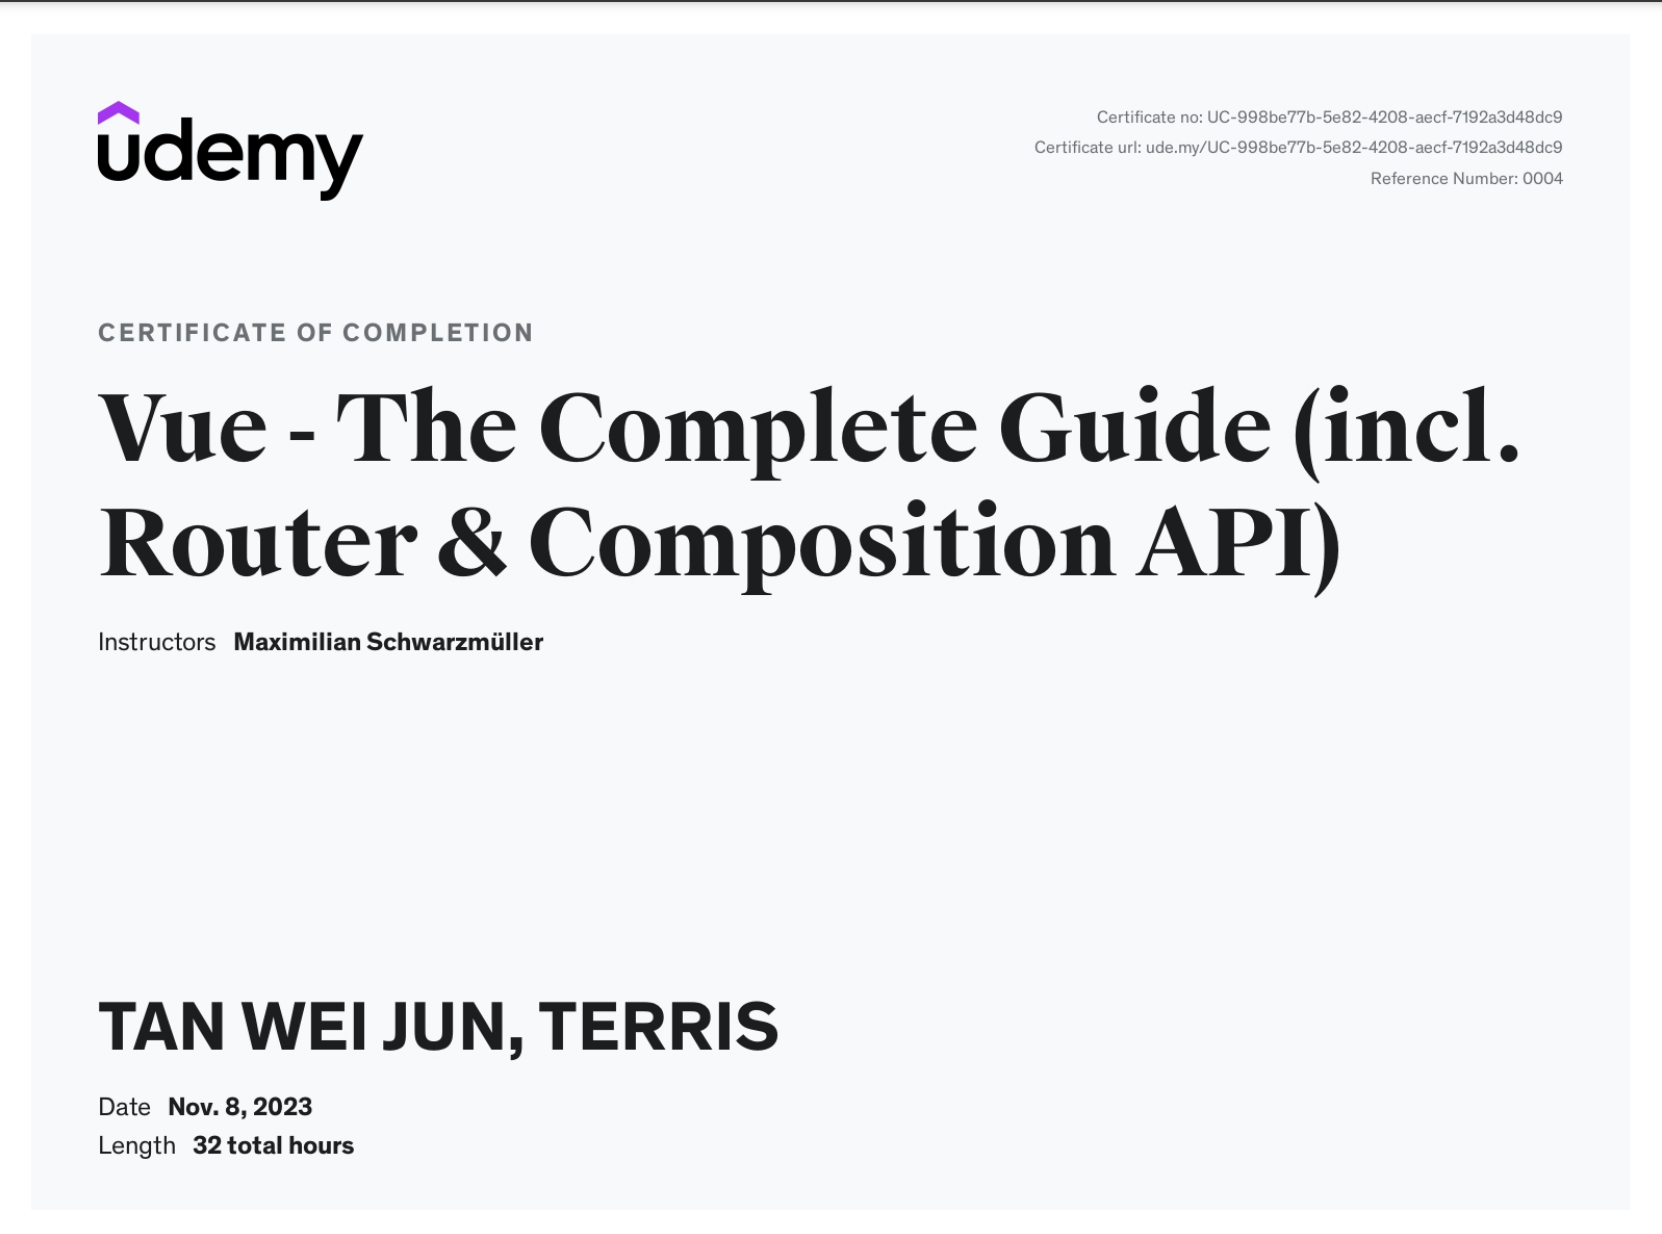 udemy
Certificate no: UC-998be77b-5e82-4208-aecf-7192a3d48dc9
Certificate url: ude.my/UC-998be77b-5e82-4208-aecf-7192a3d48dc9
Reference Number: 0004
CERTIFICATE OF COMPLETION
Vue - The Complete Guide (incl.
Router & Composition API)
Instructors Maximilian Schwarzmüller
TAN WEI JUN, TERRIS
Date Nov. 8, 2023
Length 32 total hours